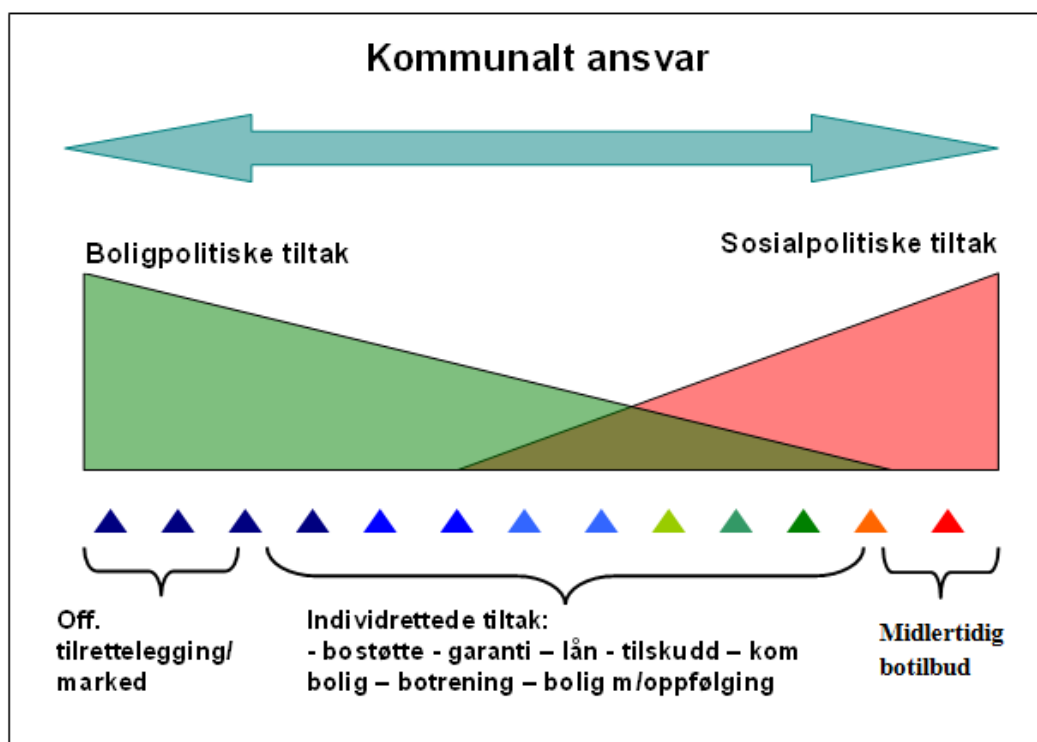 Kommunalt ansvar
Boligpolitiske tiltak
Sosialpolitiske tiltak
Off.
tilrettelegging/
marked
Individrettede tiltak:
- bostøtte - garanti – lån - tilskudd – kom
bolig – botrening – bolig m/oppfølging
Midlertidig
botilbud